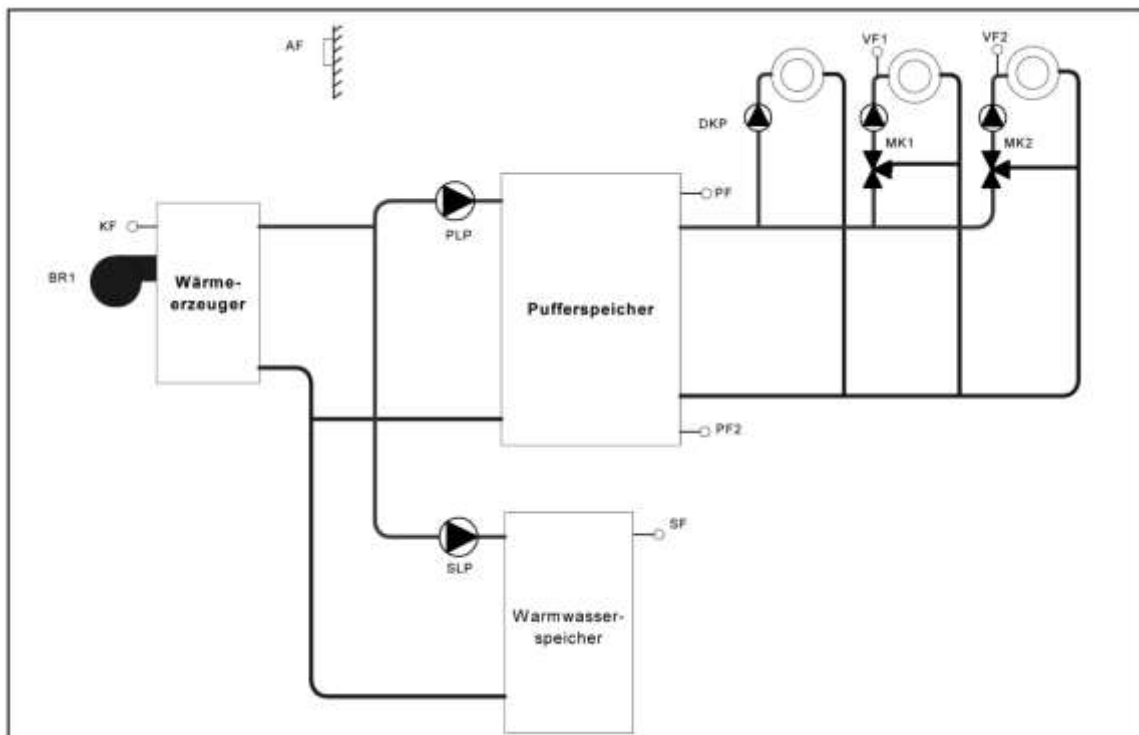 AF
VF1
VF2
DKP
MK1
MK2
KF
PLP
PF
BR1
Wärme-
erzeuger
Pufferspeicher
PF2
SF
SLP
Warmwasser-
speicher